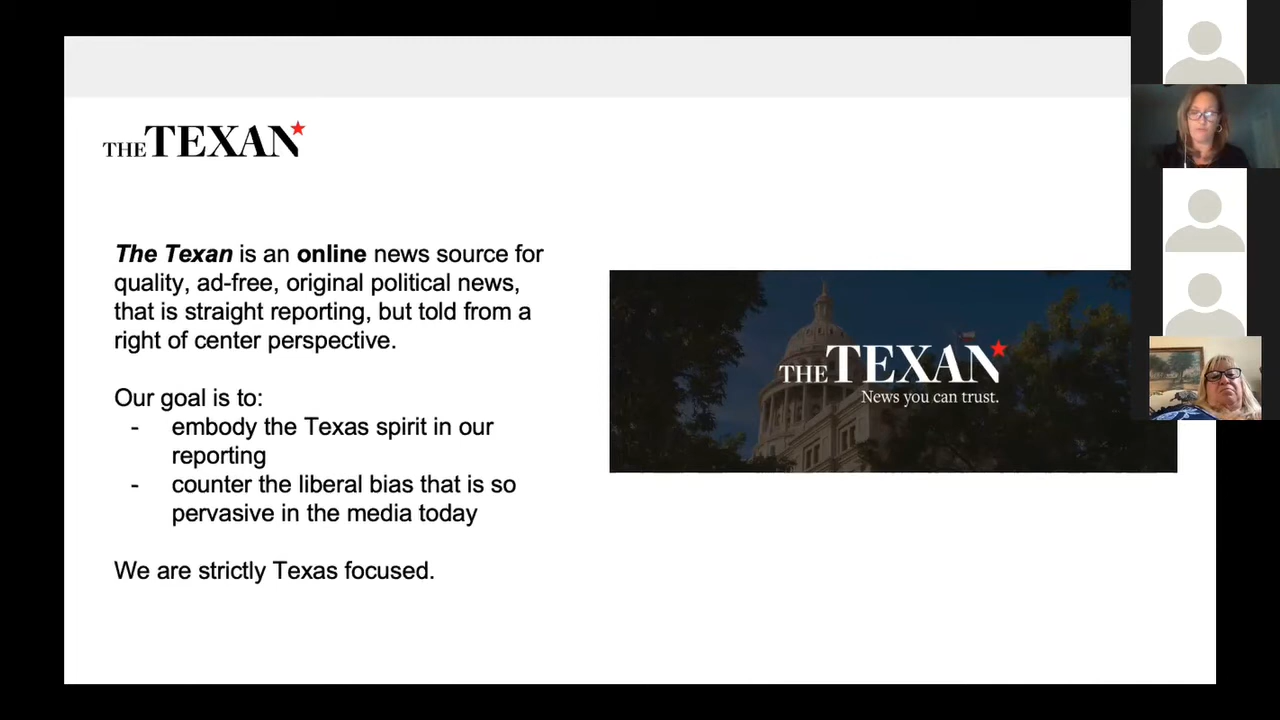 THE TEXAN
The Texan is an online news source for
quality, ad-free, original political news,
that is straight reporting, but told from a
right of center perspective.
Our goal is to:
- embody the Texas spirit in our
reporting
- counter the liberal bias that is so
pervasive in the media today
We are strictly Texas focused.
THE TEXAN
News you can trust.